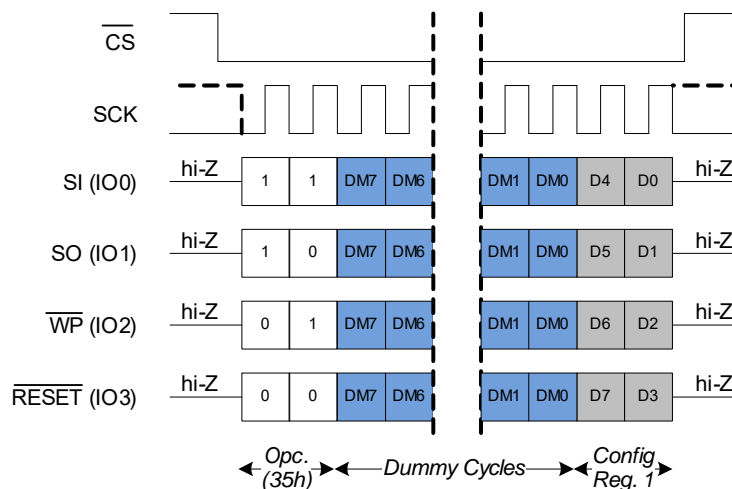 CS
SCK
hi-Z hi-Z
SI (IO0) 1 1 DM7 DM6 DM1 DM0 D4 D0
hi-Z hi-Z
SO (IO1) 1 0 DM7 DM6 DM1 DM0 D5 D1
hi-Z hi-Z
WP (IO2) 0 1 DM7 DM6 DM1 DM0 D6 D2
hi-Z hi-Z
RESET (IO3) 0 0 DM7 DM6 DM1 DM0 D7 D3
Opc. (35h) Dummy Cycles Config Reg. 1